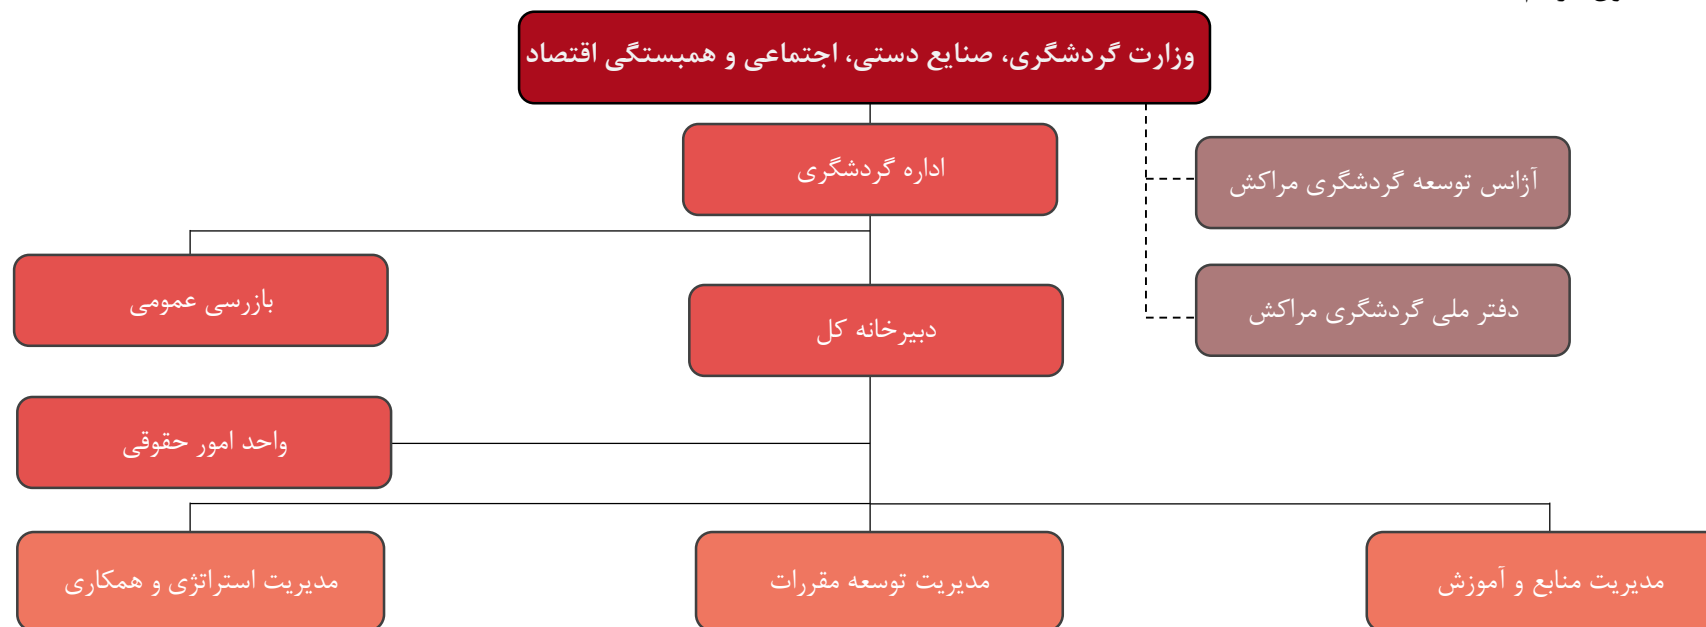 وزارت گردشگری، صنایع دستی، اجتماعی و همبستگی اقتصاد
اداره گردشگری
آژانس توسعه گردشگری مراکش
بازرسی عمومی
دبیرخانه کل
دفتر ملی گردشگری مراکش
واحد امور حقوقی
مدیریت منابع و آموزش
مدیریت توسعه مقررات
مدیریت استراتژی و همکاری